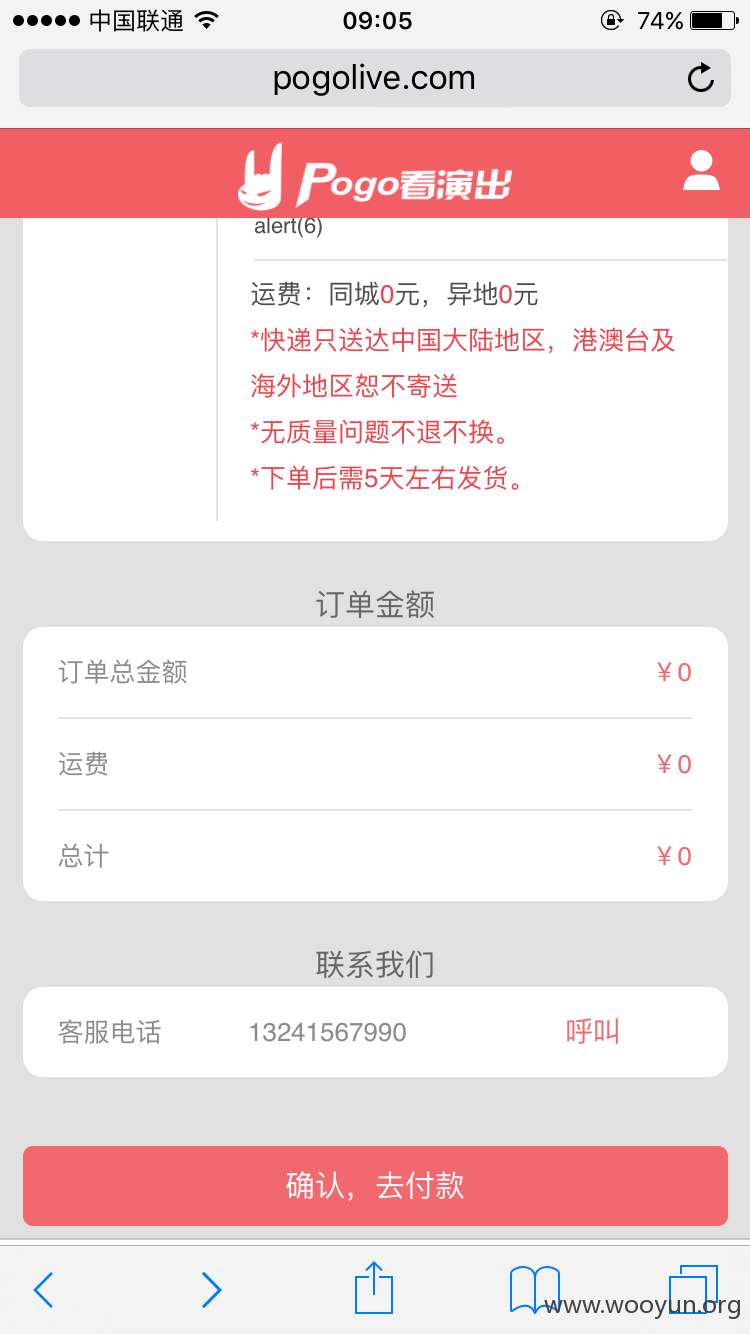 中国联通 09:05 74%
pogolive.com
Pogo看演出
alert(6)
运费：同城0元，异地0元
*快递只送达中国大陆地区，港澳台及
海外地区恕不寄送
*无质量问题不退不换。
*下单后需5天左右发货。
订单金额
订单总金额 ￥0
运费 ￥0
总计 ￥0
联系我们
客服电话 13241567990 呼叫
确认，去付款
www.wooyun.org